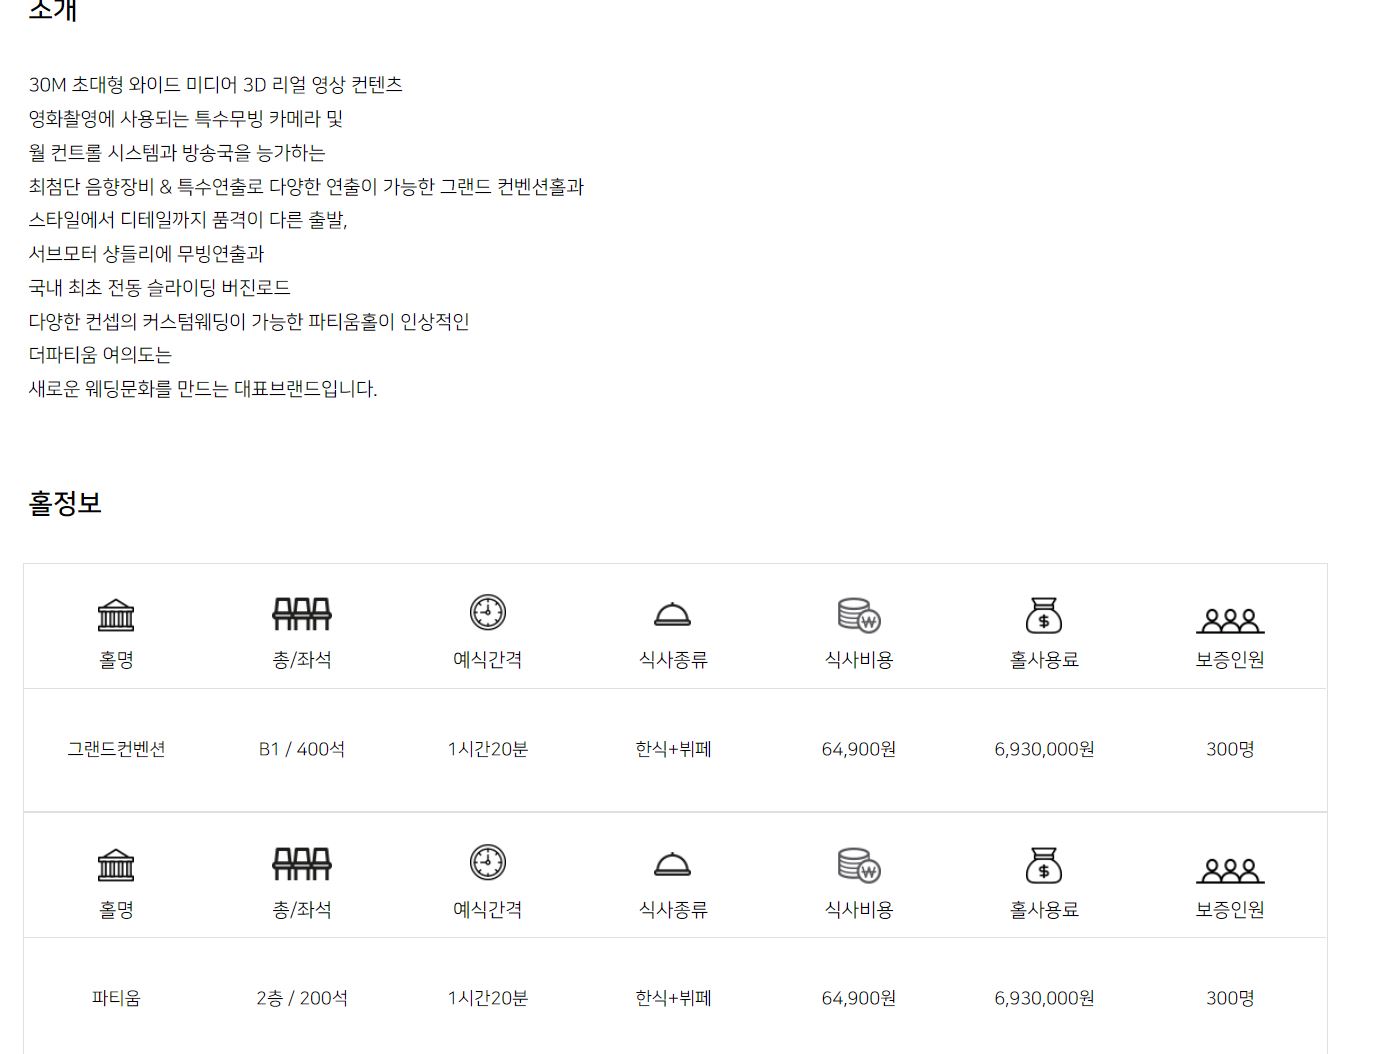 소개
30M 초대형 와이드 미디어 3D 리얼 영상 컨텐츠
영화촬영에 사용되는 특수무빙 카메라 및
월 컨트롤 시스템과 방송국을 능가하는
최첨단 음향장비 & 특수연출로 다양한 연출이 가능한 그랜드 컨벤션홀과
스타일에서 디테일까지 품격이 다른 출발,
서브모터 샹들리에 무빙연출과
국내 최초 전동 슬라이딩 버진로드
다양한 컨셉의 커스텀웨딩이 가능한 파티움홀이 인상적인
더파티움 여의도는
새로운 웨딩문화를 만드는 대표브랜드입니다.
홀정보
홀명 총/좌석 예식간격 식사종류 식사비용 홀사용료 보증인원
그랜드컨벤션 B1 / 400석 1시간20분 한식+뷔페 64,900원 6,930,000원 300명
홀명 총/좌석 예식간격 식사종류 식사비용 홀사용료 보증인원
파티움 2층 / 200석 1시간20분 한식+뷔페 64,900원 6,930,000원 300명